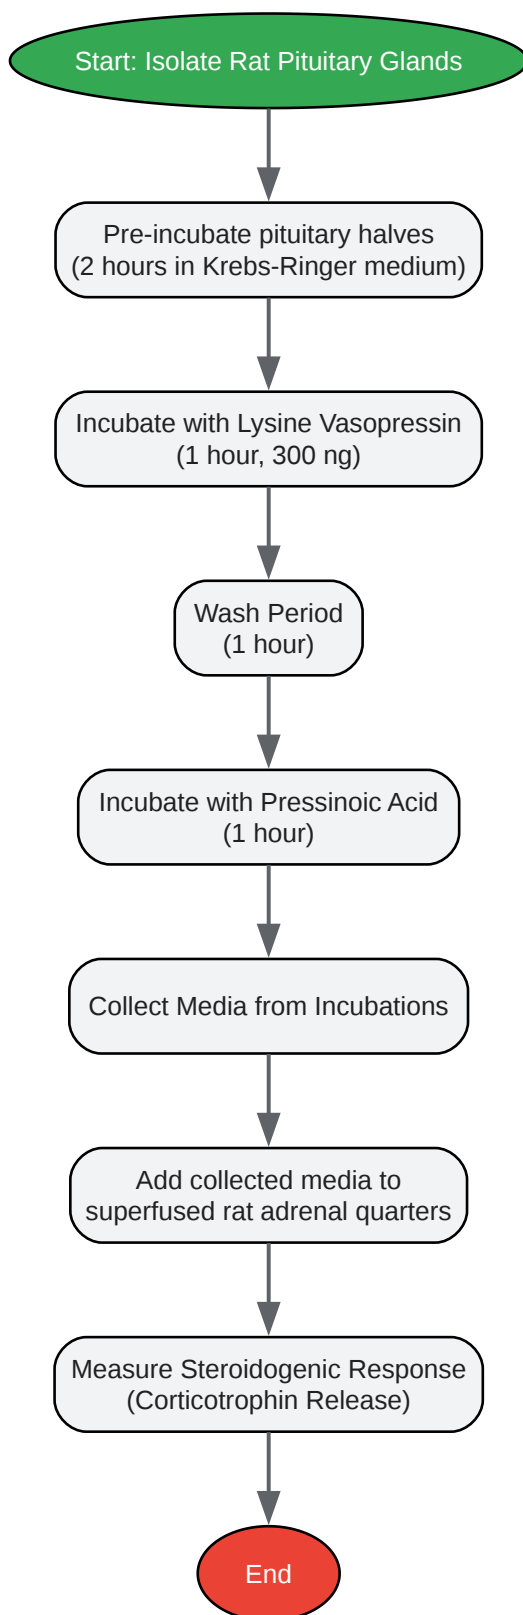 Start: Isolate Rat Pituitary Glands
Pre-incubate pituitary halves
(2 hours in Krebs-Ringer medium)
Incubate with Lysine Vasopressin
(1 hour, 300 ng)
Wash Period
(1 hour)
Incubate with Pressinoic Acid
(1 hour)
Collect Media from Incubations
Add collected media to
superfused rat adrenal quarters
Measure Steroidogenic Response
(Corticotrophin Release)
End